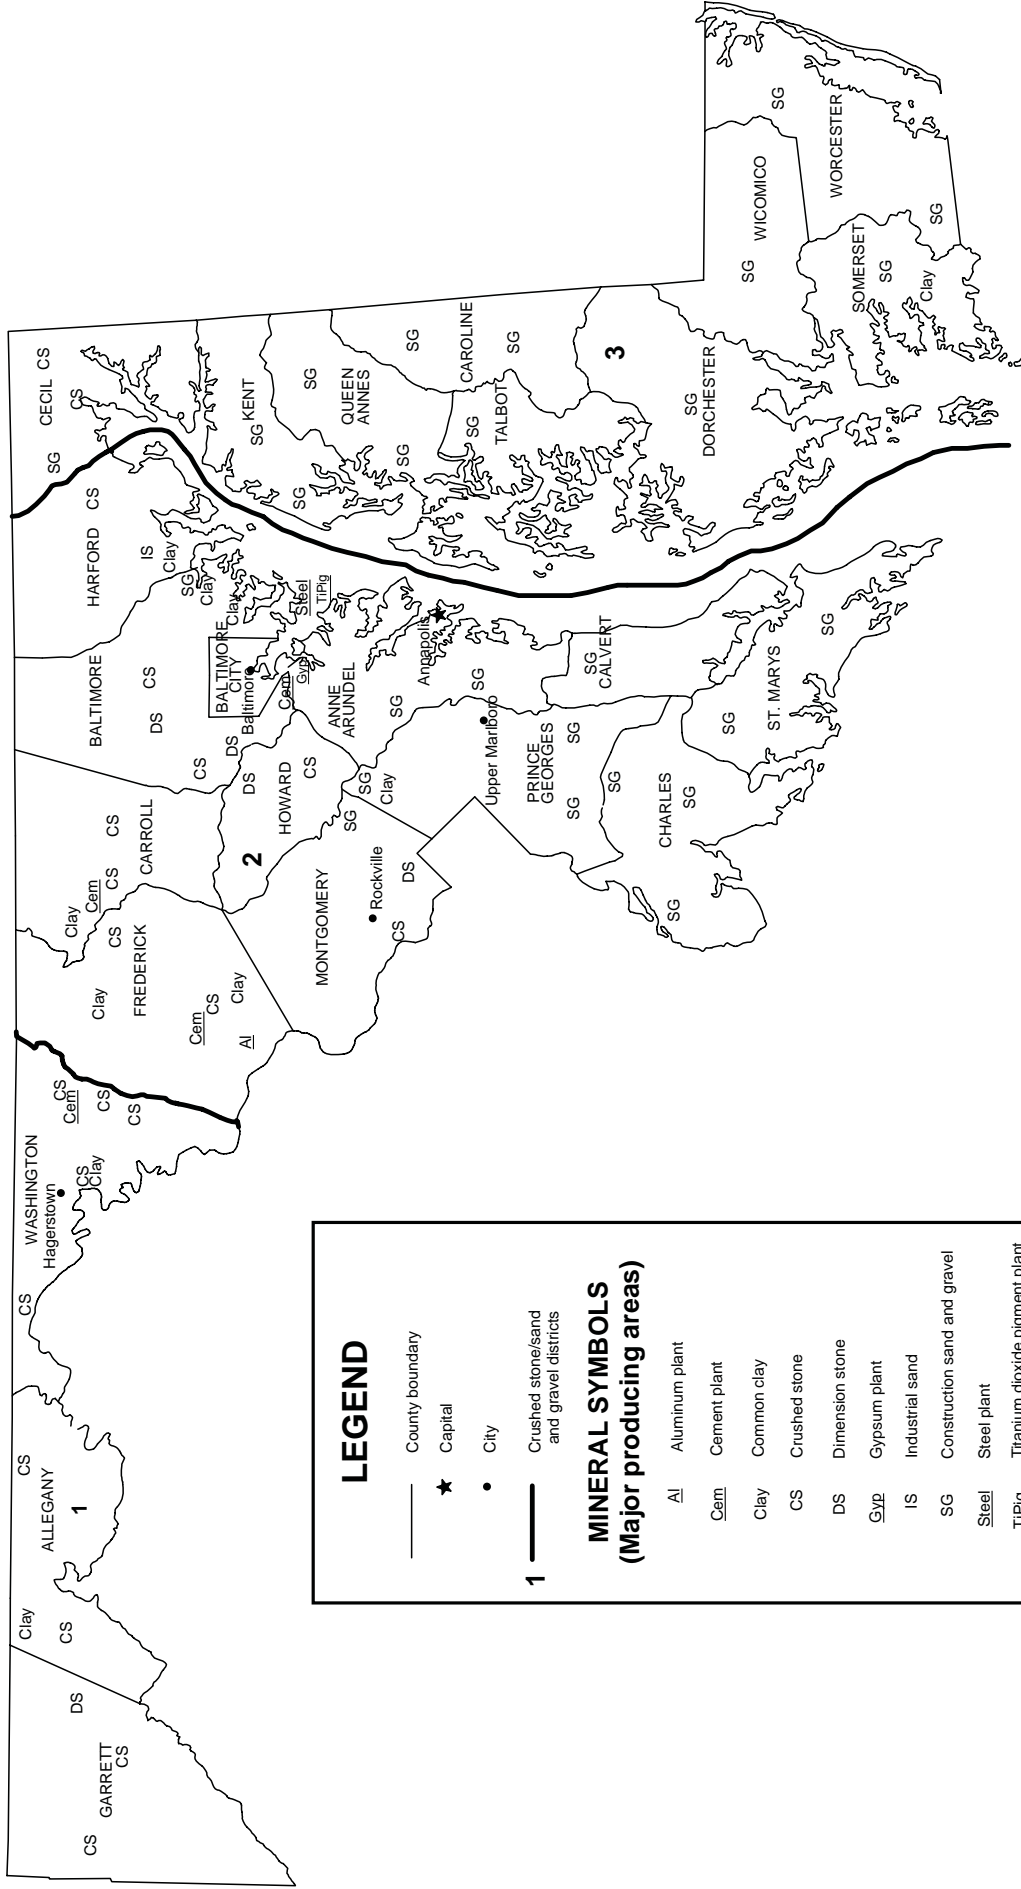 GARRETT
CS
CS
DS
Clay
CS
ALLEGANY
1
CS
CS
WASHINGTON
Hagerstown
CS
Clay
CS
Cem
CS
CS
Clay
FREDERICK
CS
Cem
CS
Clay
Al
Clay
Cem
CS
CS
CARROLL
BALTIMORE
CS
DS
CS
DS
BALTIMORE
CITY
Baltimore
Clay
SG
Clay
HARFORD
CS
IS
Clay
CECIL
CS
CS
SG
Steel
TiPig
Gyp
Cem
2
HOWARD
DS
CS
MONTGOMERY
SG
Rockville
DS
CS
ANNE
ARUNDEL
Annapolis
SG
SG
SG
Clay
Upper Marlboro
PRINCE
GEORGES
SG
SG
SG
CHARLES
SG
SG
CALVERT
SG
ST. MARYS
SG
SG
KENT
SG
SG
QUEEN
ANNES
SG
SG
CAROLINE
SG
SG
TALBOT
SG
3
DORCHESTER
SG
WICOMICO
SG
WORCESTER
SG
SG
SOMERSET
SG
Clay
LEGEND
County boundary
Capital
City
1 Crushed stone/sand
and gravel districts
MINERAL SYMBOLS
(Major producing areas)
Al Aluminum plant
Cem Cement plant
Clay Common clay
CS Crushed stone
DS Dimension stone
Gyp Gypsum plant
IS Industrial sand
SG Construction sand and gravel
Steel Steel plant
TiPig Titanium dioxide pigment plant